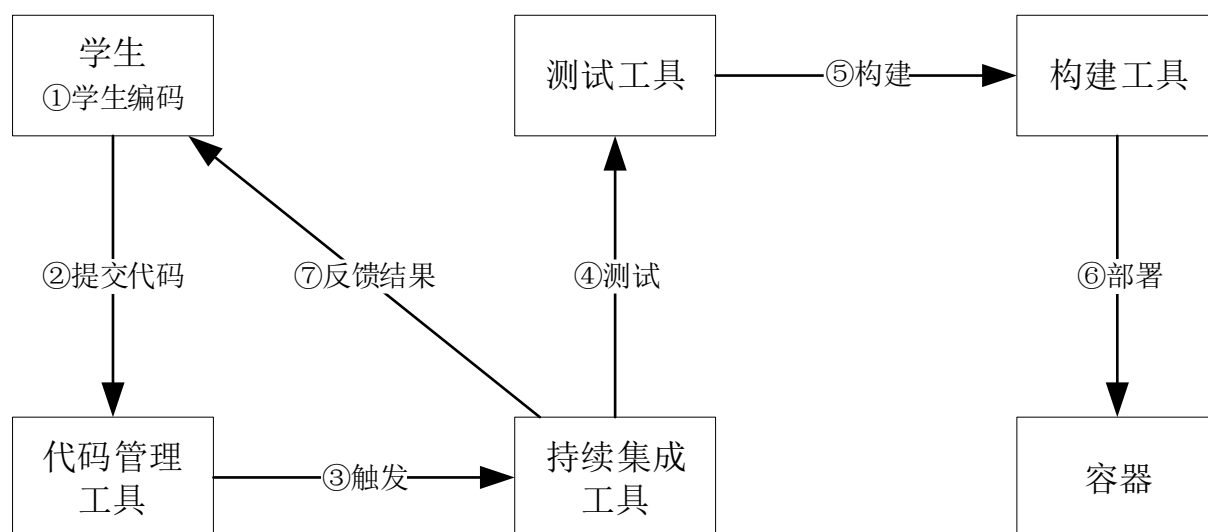 学生
①学生编码
测试工具
⑤构建
构建工具
②提交代码
⑦反馈结果
④测试
⑥部署
代码管理
工具
③触发
持续集成
工具
容器